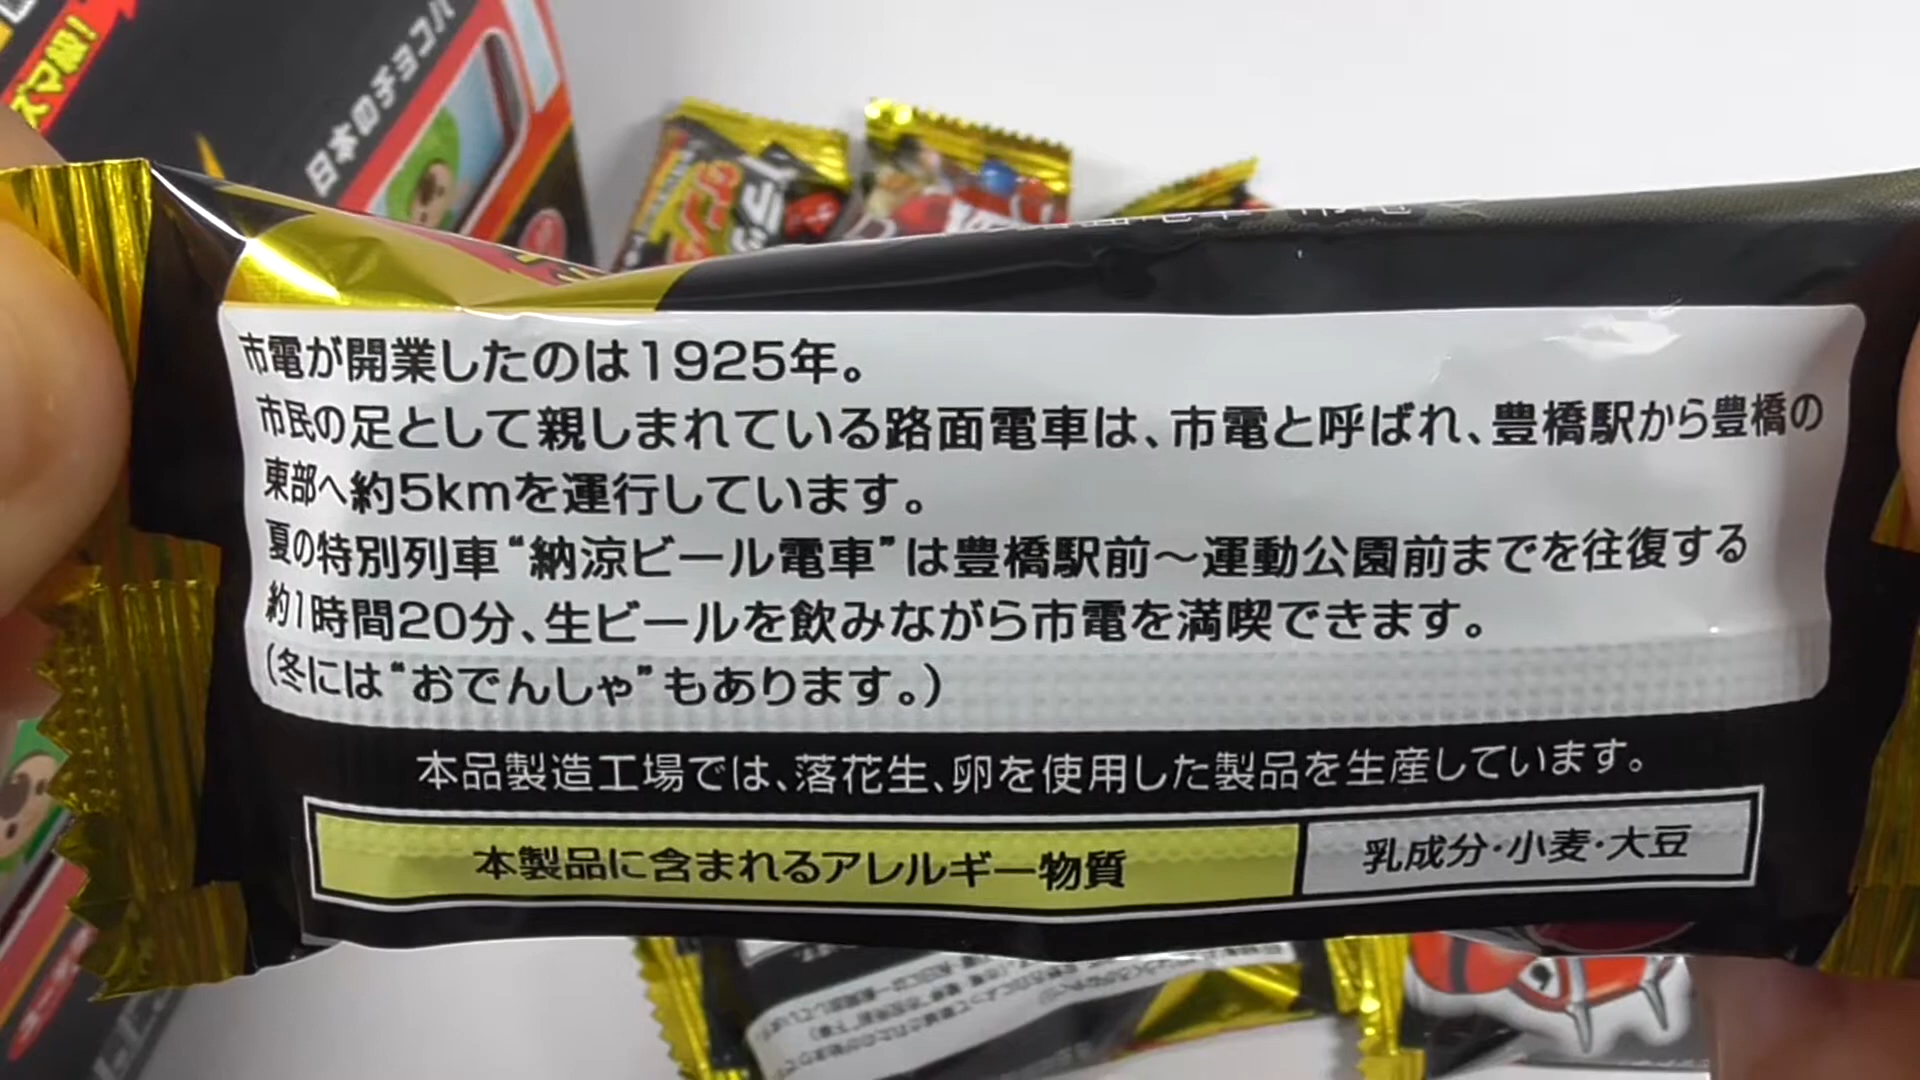 日本のチョコバ
ブラック
サンダ
市電が開業したのは1925年。
市民の足として親しまれている路面電車は、市電と呼ばれ、豊橋駅から豊橋の
東部へ約5kmを運行しています。
夏の特別列車“納涼ビール電車”は豊橋駅前～運動公園前までを往復する
約1時間20分、生ビールを飲みながら市電を満喫できます。
(冬には“おでんしゃ”もあります。)
本品製造工場では、落花生、卵を使用した製品を生産しています。
本製品に含まれるアレルギー物質
乳成分・小麦・大豆